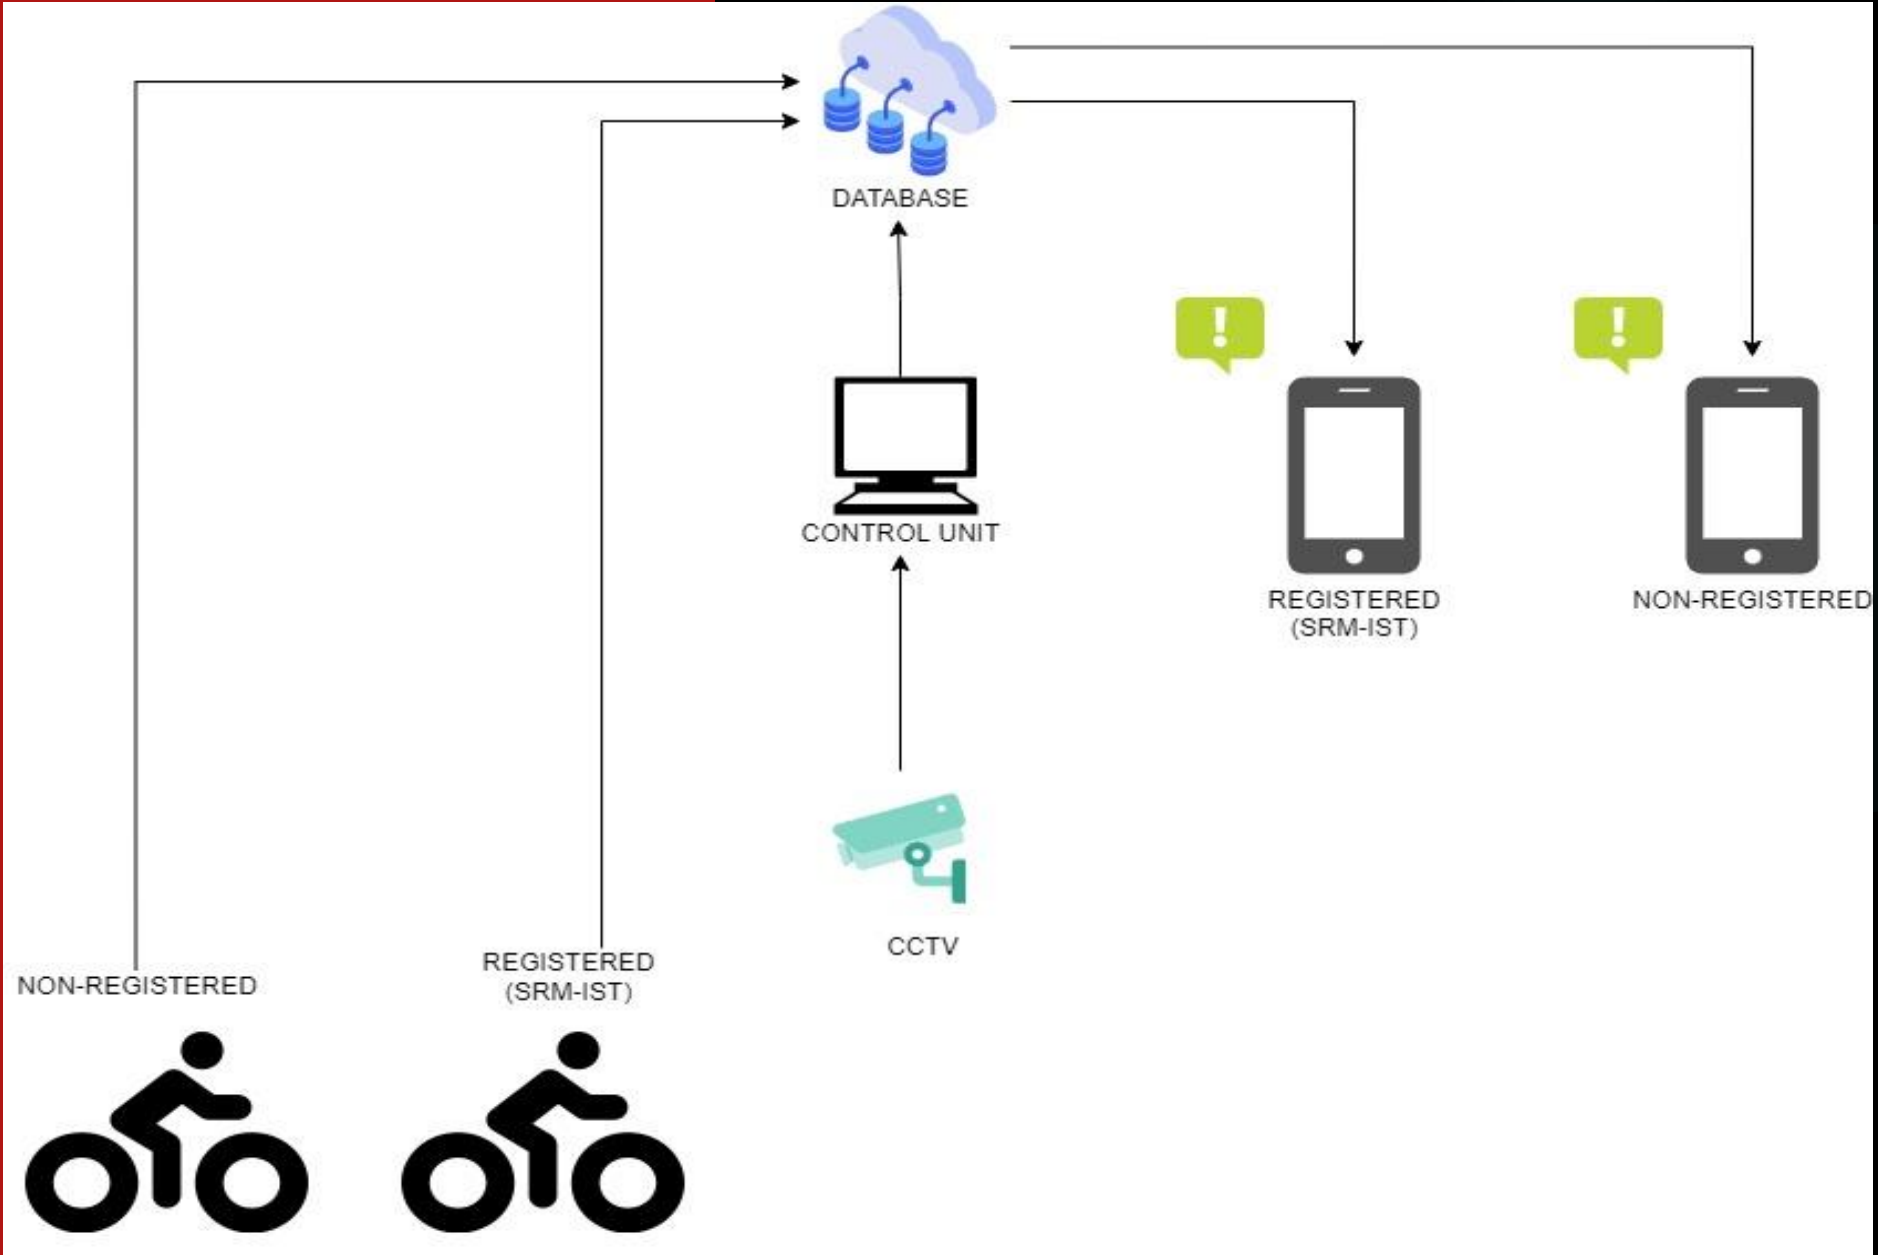 DATABASE
CONTROL UNIT
REGISTERED
(SRM-IST)
NON-REGISTERED
CCTV
NON-REGISTERED
REGISTERED
(SRM-IST)